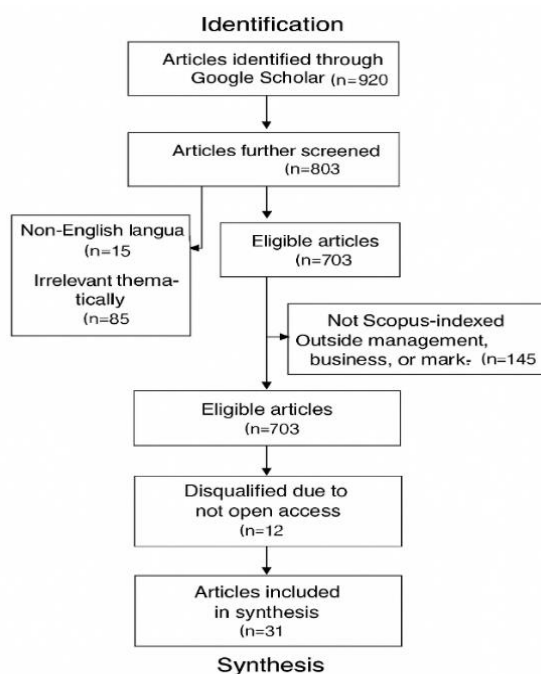 Identification
Articles identified through
Google Scholar (n=920
Articles further screened
(n=803
Non-English langua
(n=15
Irrelevant thema-
tically
(n=85
Eligible articles
(n=703
Not Scopus-indexed
Outside management,
business, or mark- (n=145
Eligible articles
(n=703
Disqualified due to
not open access
(n=12
Articles included
in synthesis
(n=31
Synthesis